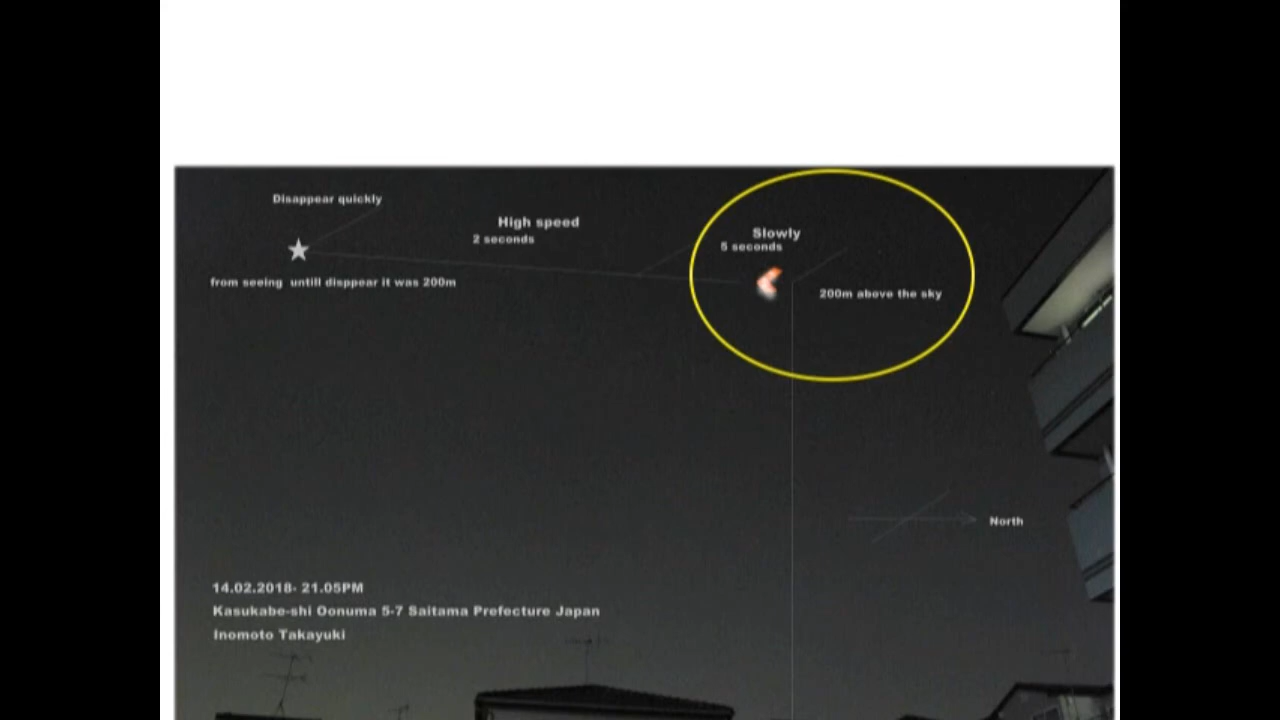 Disappear quickly
High speed
2 seconds
Slowly
5 seconds
from seeing untill disppear it was 200m
200m above the sky
North
14.02.2018- 21.05PM
Kasukabe-shi Oonuma 5-7 Saitama Prefecture Japan
Inomoto Takayuki